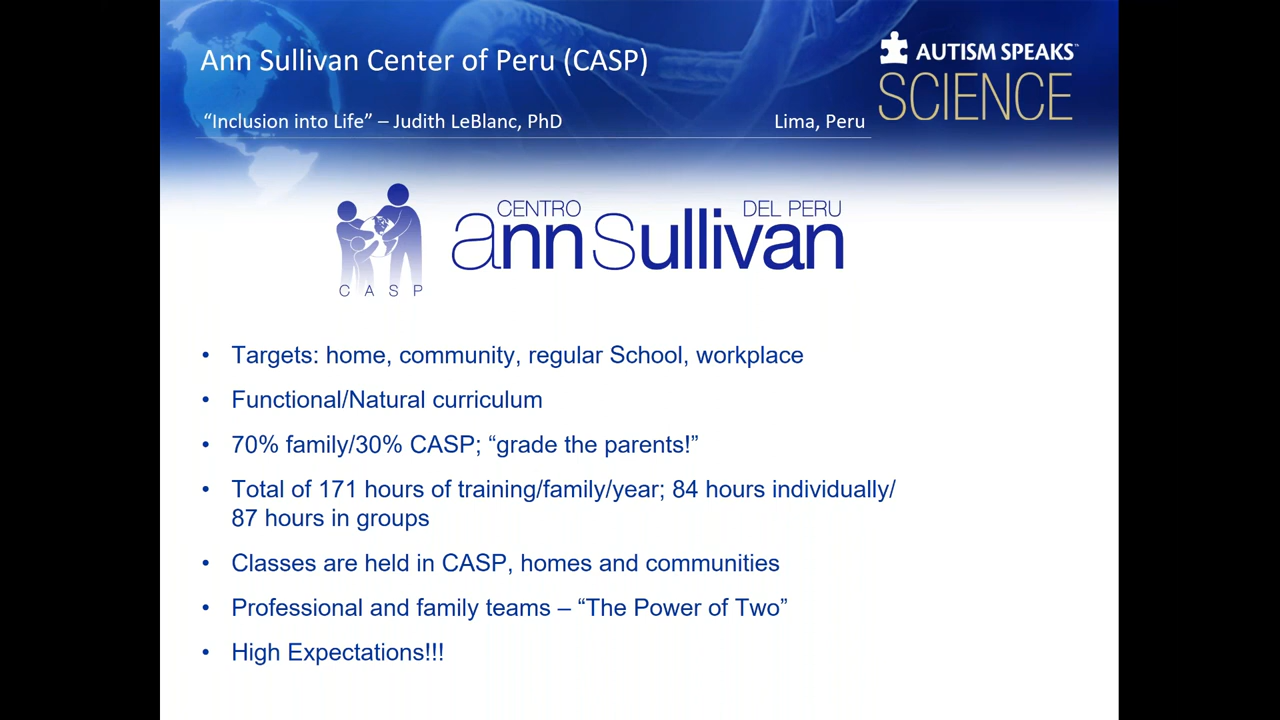 Ann Sullivan Center of Peru (CASP)
“Inclusion into Life” – Judith LeBlanc, PhD
Lima, Peru
AUTISM SPEAKS™
SCIENCE
CENTRO DEL PERU
ann Sullivan
C A S P
• Targets: home, community, regular School, workplace
• Functional/Natural curriculum
• 70% family/30% CASP; “grade the parents!”
• Total of 171 hours of training/family/year; 84 hours individually/
87 hours in groups
• Classes are held in CASP, homes and communities
• Professional and family teams – “The Power of Two”
• High Expectations!!!